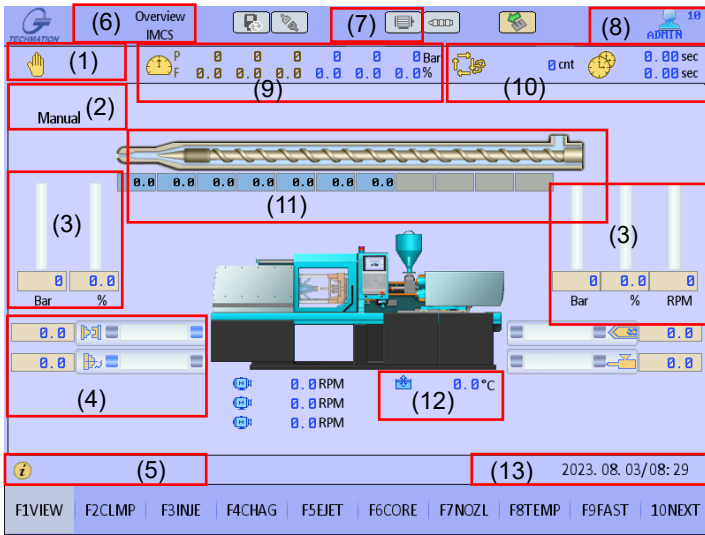 TECHMATION
(6)
Overview
IMCS
(7)
(8)
10
ADMIN
(1)
P 0 0 0 0 0 0 Bar
F 0.0 0.0 0.0 0.0 0.0 0.0 %
(9)
0 cnt
0.00 sec
0.00 sec
(10)
Manual
(2)
0.0 0.0 0.0 0.0 0.0 0.0 0.0
(11)
(3)
(3)
0 0.0
Bar %
0 0.0 0
Bar % RPM
0.0
0.0
0.0
0.0
(4)
0.0 RPM
0.0 RPM
0.0 RPM
0.0 °C
(12)
i
(5)
(13)
2023. 08. 03/08: 29
F1VIEW F2CLMP F3INJE F4CHAG F5EJET F6CORE F7NOZL F8TEMP F9FAST 10NEXT